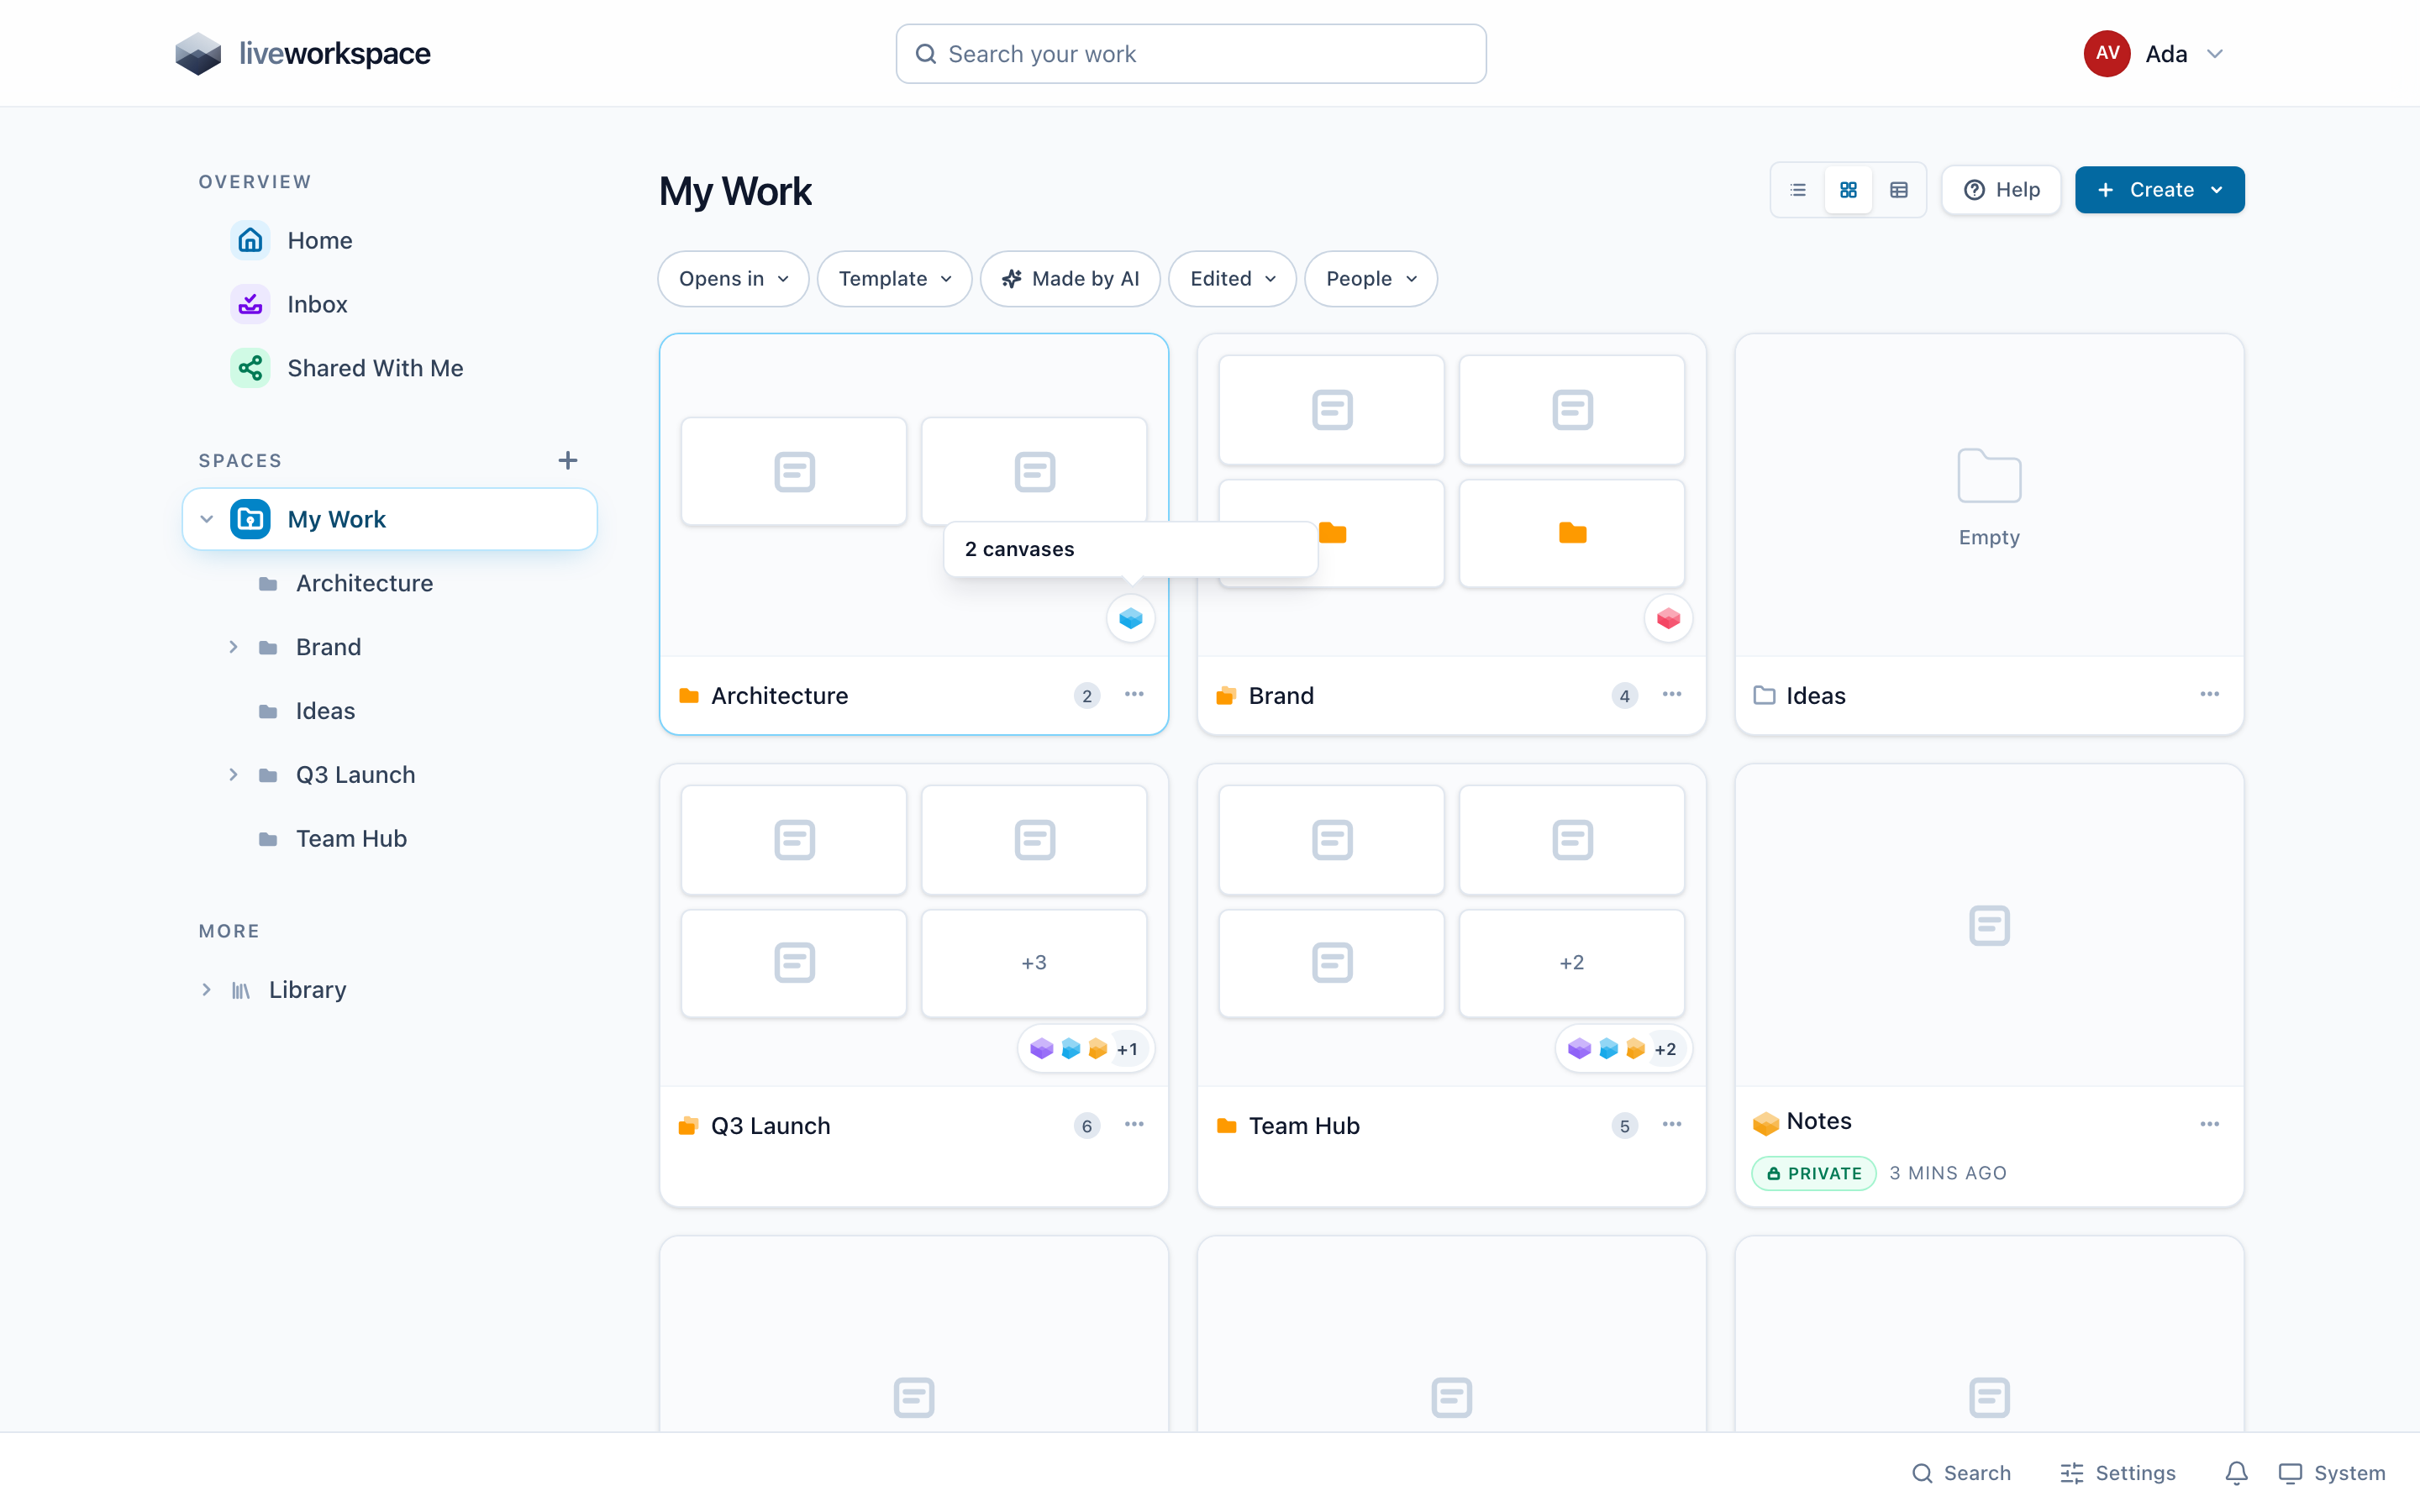 liveworkspace
Search your work
AV Ada
OVERVIEW
Home
Inbox
Shared With Me
SPACES
My Work
Architecture
Brand
Ideas
Q3 Launch
Team Hub
MORE
Library
My Work
Help
Create
Opens in
Template
Made by AI
Edited
People
2 canvases
Architecture 2
Brand 4
Empty
Ideas
+3
+1
Q3 Launch 6
+2
+2
Team Hub 5
Notes
PRIVATE 3 MINS AGO
Search
Settings
System